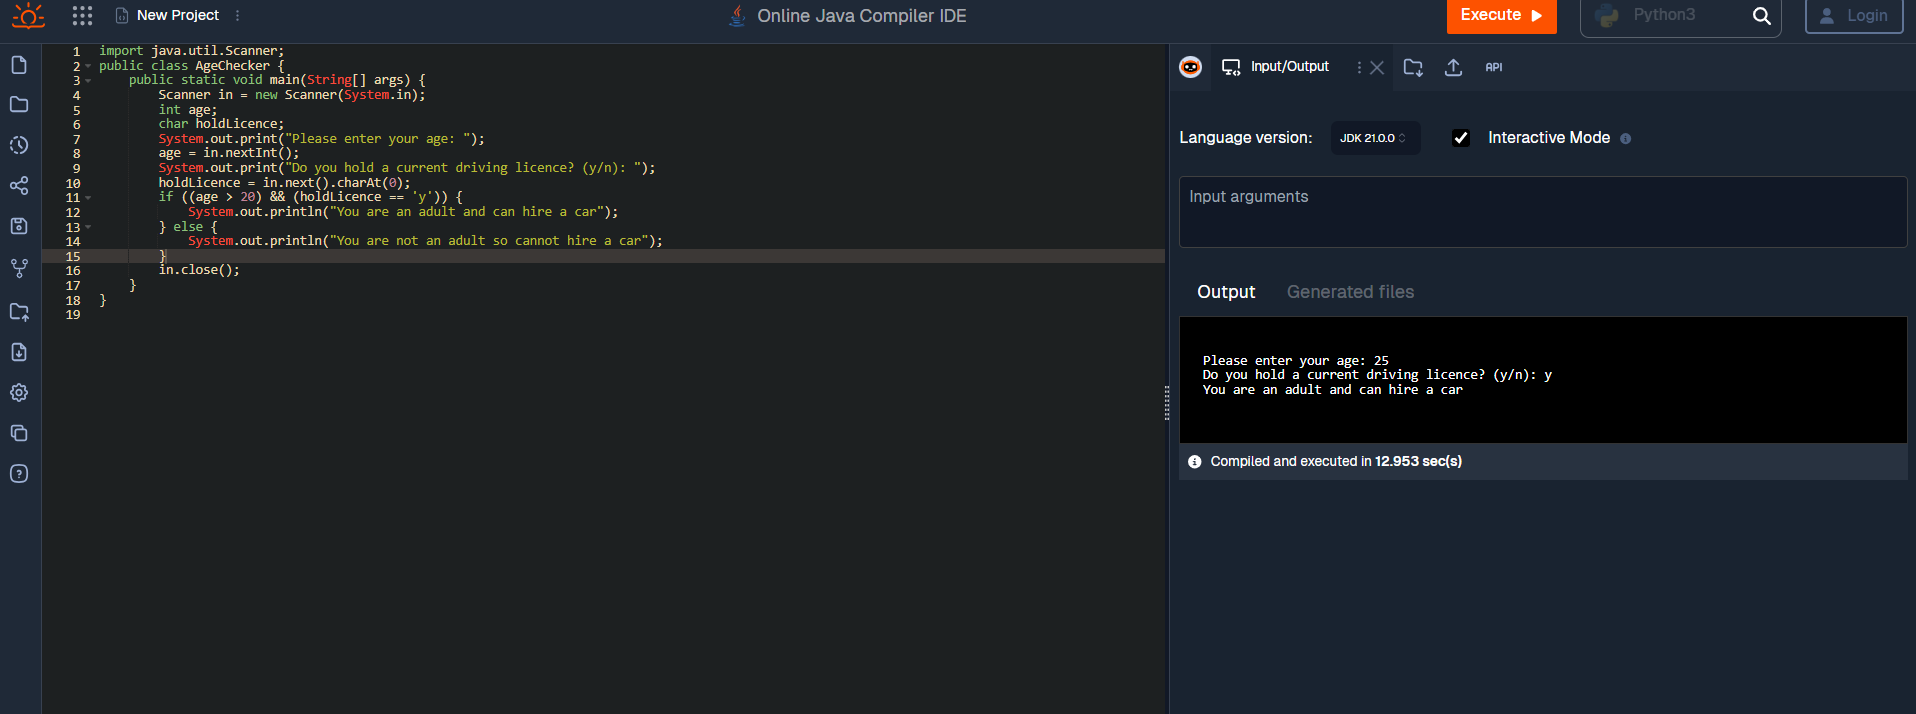 New Project
Online Java Compiler IDE
Execute
Python3
Login
1 import java.util.Scanner;
2 public class AgeChecker {
3     public static void main(String[] args) {
4         Scanner in = new Scanner(System.in);
5         int age;
6         char holdLicence;
7         System.out.print("Please enter your age: ");
8         age = in.nextInt();
9         System.out.print("Do you hold a current driving licence? (y/n): ");
10         holdLicence = in.next().charAt(0);
11         if ((age > 20) && (holdLicence == 'y')) {
12             System.out.println("You are an adult and can hire a car");
13         } else {
14             System.out.println("You are not an adult so cannot hire a car");
15         }
16         in.close();
17     }
18 }
19
Input/Output
API
Language version:
JDK 21.0.0
Interactive Mode
Input arguments
Output
Generated files
Please enter your age: 25
Do you hold a current driving licence? (y/n): y
You are an adult and can hire a car
Compiled and executed in 12.953 sec(s)